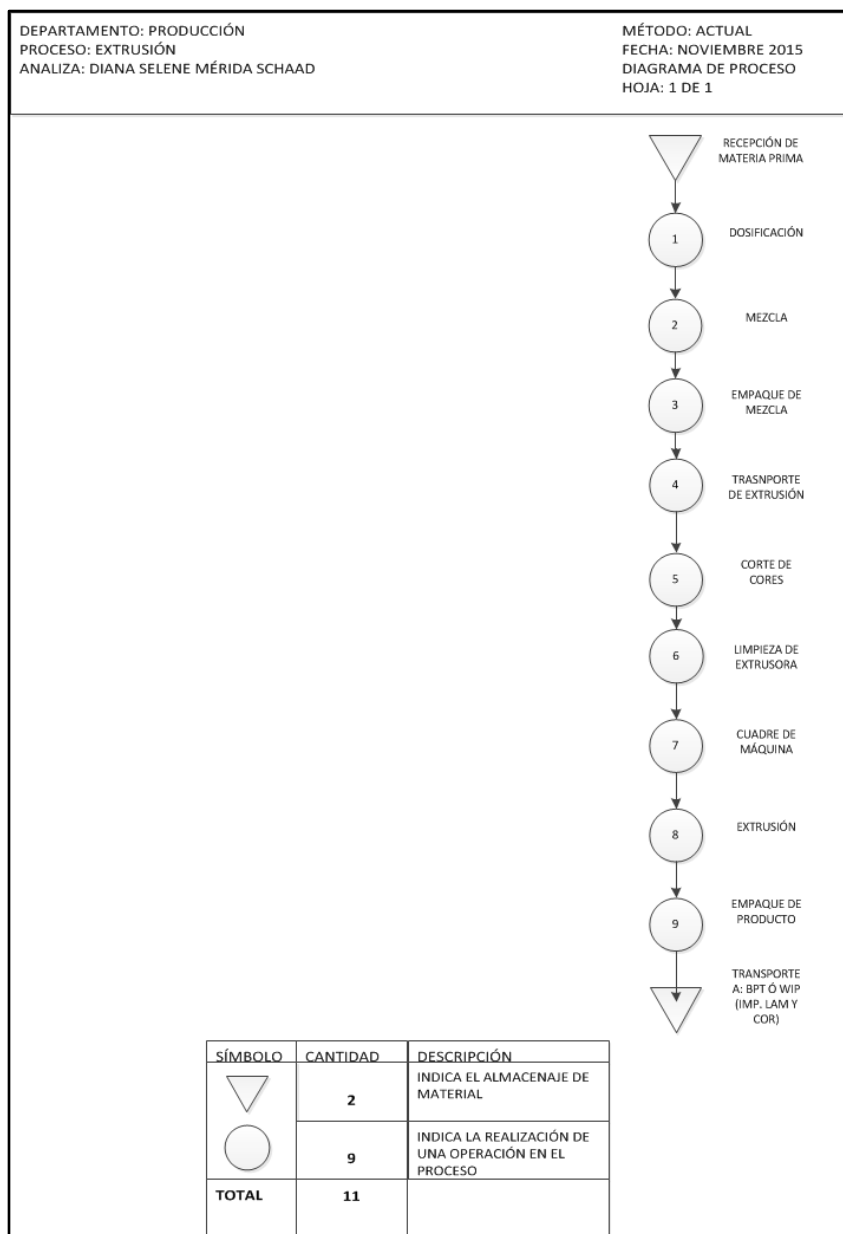 DEPARTAMENTO: PRODUCCIÓN
PROCESO: EXTRUSIÓN
ANALIZA: DIANA SELENE MÉRIDA SCHAAD
MÉTODO: ACTUAL
FECHA: NOVIEMBRE 2015
DIAGRAMA DE PROCESO
HOJA: 1 DE 1
RECEPCIÓN DE
MATERIA PRIMA
1
DOSIFICACIÓN
2
MEZCLA
3
EMPAQUE DE
MEZCLA
4
TRASNPORTE
DE EXTRUSIÓN
5
CORTE DE
CORES
6
LIMPIEZA DE
EXTRUSORA
7
CUADRE DE
MÁQUINA
8
EXTRUSIÓN
9
EMPAQUE DE
PRODUCTO
TRANSPORTE
A: BPT Ó WIP
(IMP. LAM Y
COR)
SÍMBOLO CANTIDAD DESCRIPCIÓN
2
INDICA EL ALMACENAJE DE
MATERIAL
9
INDICA LA REALIZACIÓN DE
UNA OPERACIÓN EN EL
PROCESO
TOTAL 11